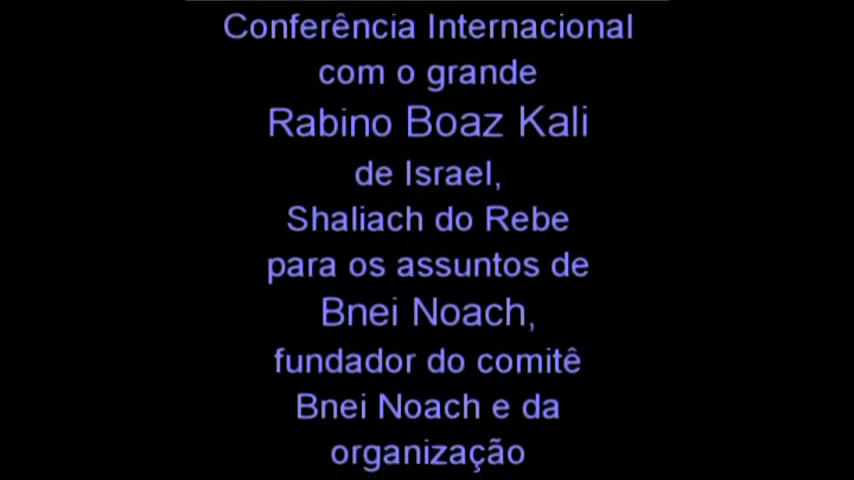 Conferência Internacional
com o grande
Rabino Boaz Kali
de Israel,
Shaliach do Rebe
para os assuntos de
Bnei Noach,
fundador do comitê
Bnei Noach e da
organização